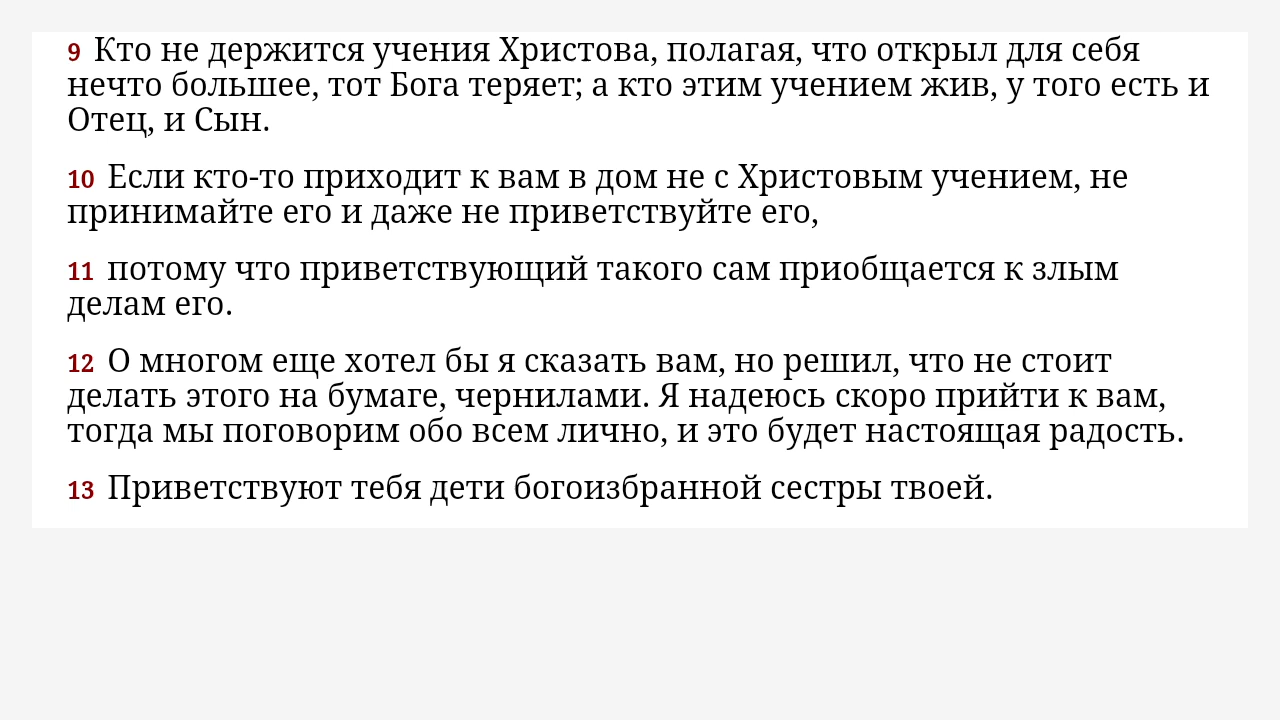 9 Кто не держится учения Христова, полагая, что открыл для себя
нечто большее, тот Бога теряет; а кто этим учением жив, у того есть и
Отец, и Сын.
10 Если кто-то приходит к вам в дом не с Христовым учением, не
принимайте его и даже не приветствуйте его,
11 потому что приветствующий такого сам приобщается к злым
делам его.
12 О многом еще хотел бы я сказать вам, но решил, что не стоит
делать этого на бумаге, чернилами. Я надеюсь скоро прийти к вам,
тогда мы поговорим обо всем лично, и это будет настоящая радость.
13 Приветствуют тебя дети богоизбранной сестры твоей.